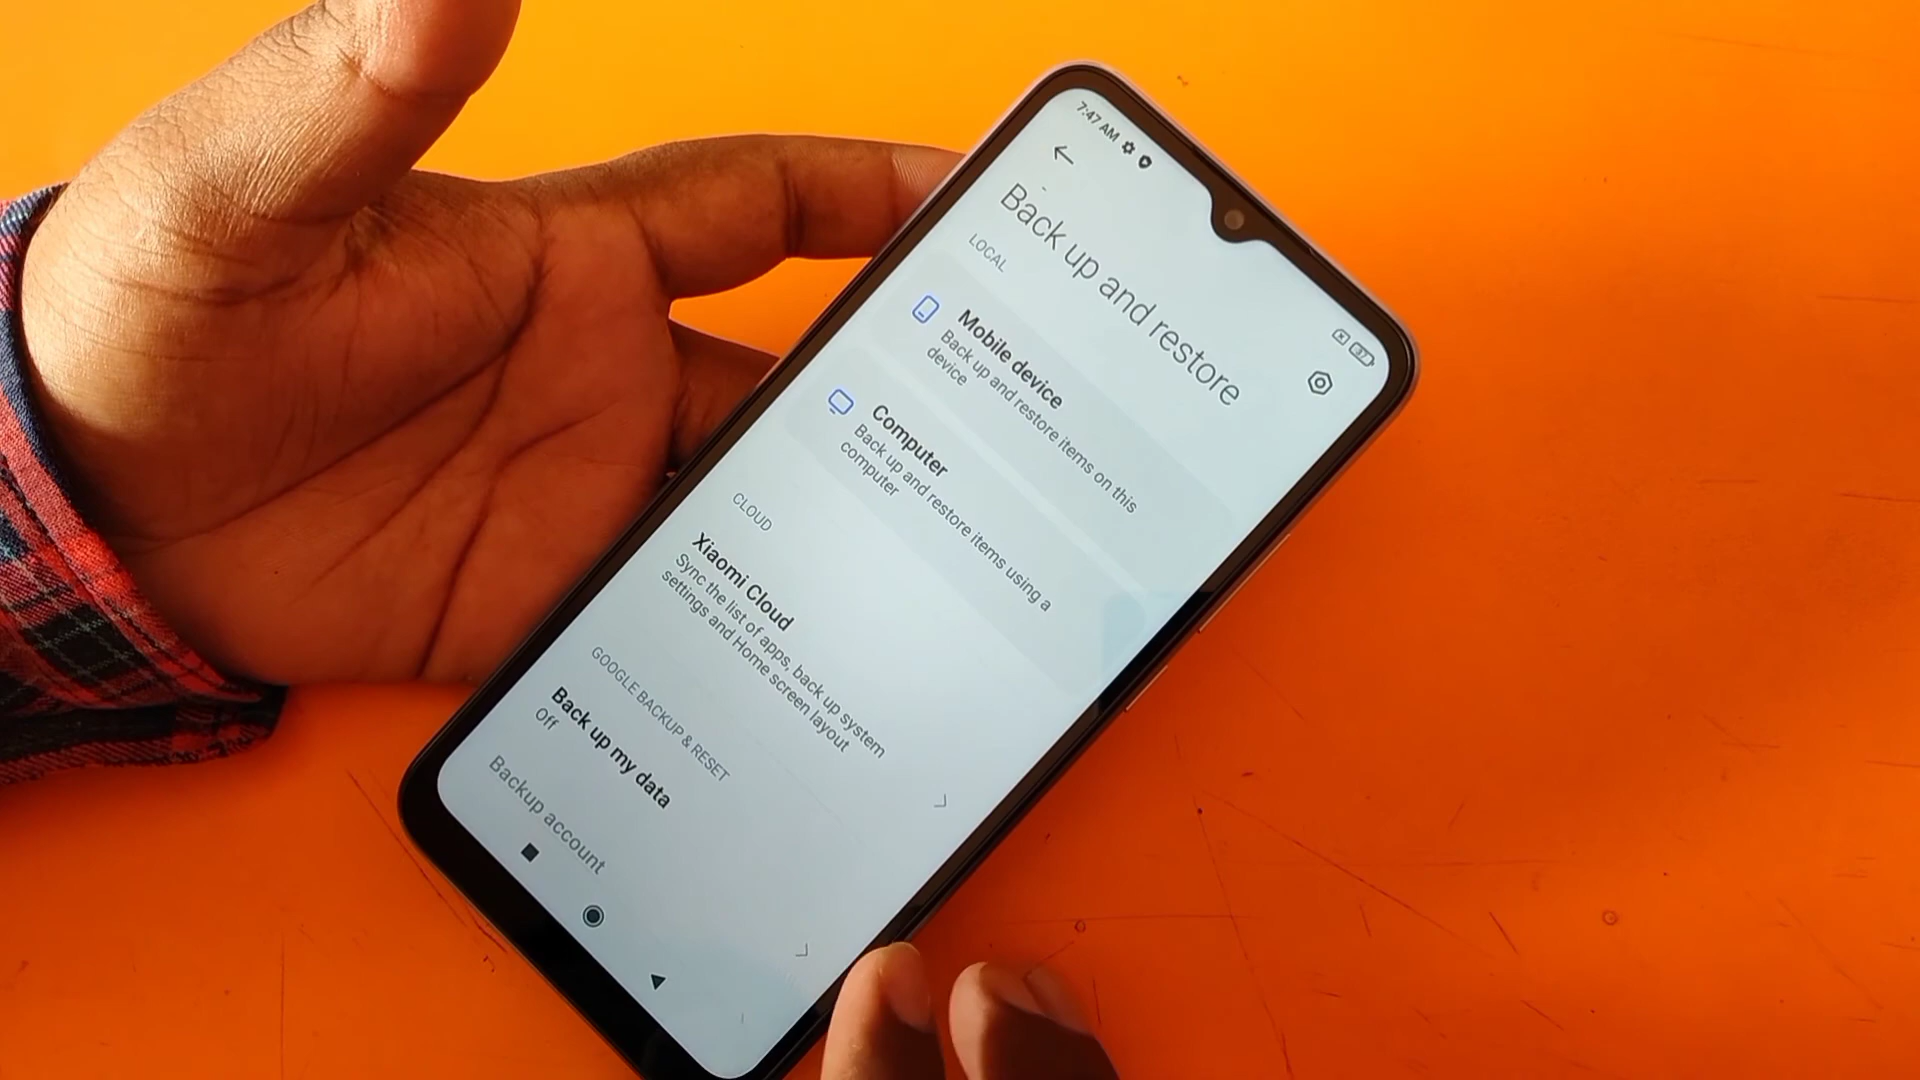 7:47 AM
Back up and restore
LOCAL
Mobile device
Back up and restore items on this
device
Computer
Back up and restore items using a
computer
CLOUD
Xiaomi Cloud
Sync the list of apps, back up system
settings and Home screen layout
GOOGLE BACKUP & RESET
Back up my data
Off
Backup account